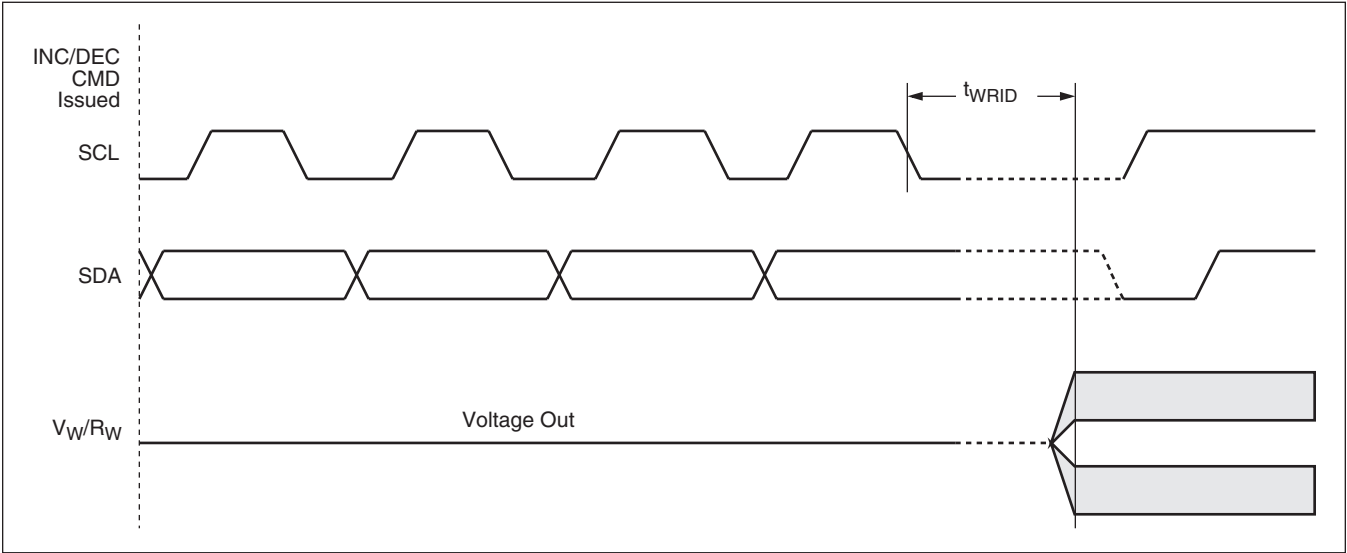 INC/DEC
CMD
Issued
tWRID
SCL
SDA
Voltage Out
VW/RW